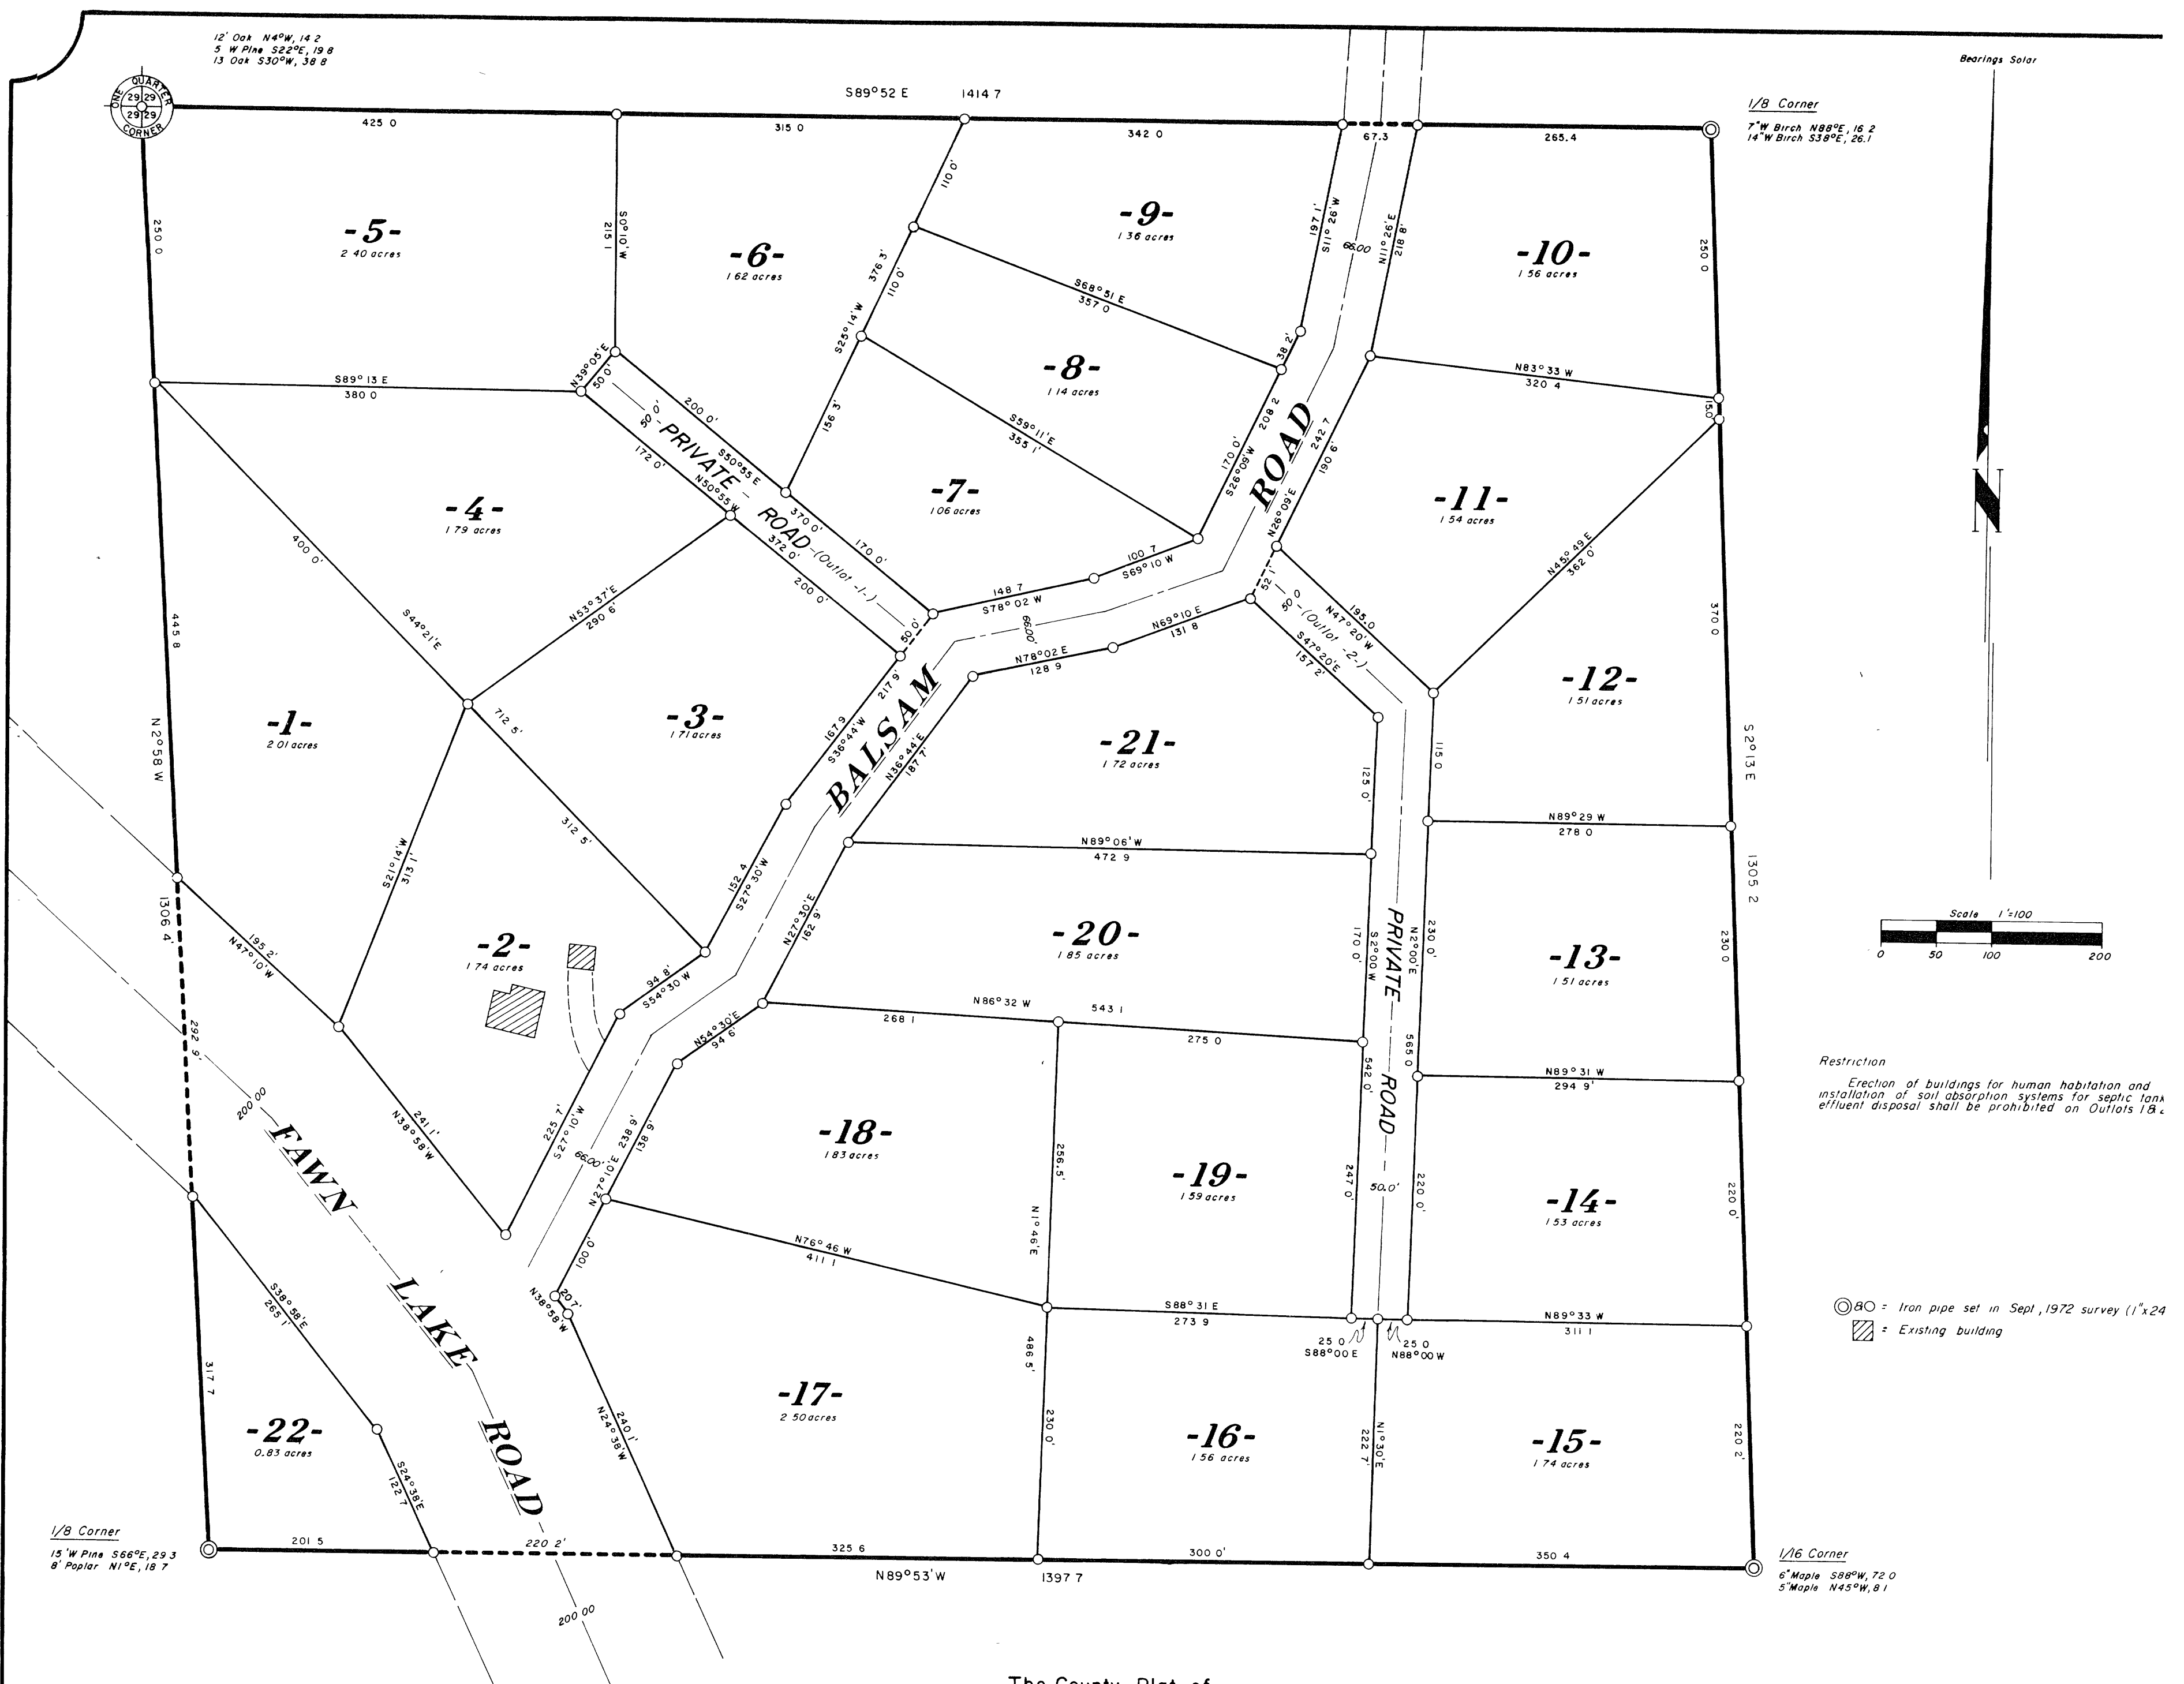 12' Oak N4°W, 14 2
5 W Pine S22°E, 19 8
13 Oak S30°W, 38 8
ONE QUARTER CORNER
29 29
29 29
S89°52 E 1414 7
425 0
315 0
342 0
67.3
265.4
1/8 Corner
7"W Birch N88°E, 16 2
14"W Birch S38°E, 26.1
Bearings Solar
N
250 0
-5-
2 40 acres
S0°10'W
215 1
-6-
1 62 acres
110 0'
376 3'
110 0'
S25°14'W
156 3'
-9-
1 36 acres
197 1'
S11°26'W
66.00
N11°26'E
218 8'
-10-
1 56 acres
250 0
S68°51 E
357 0
38 2'
-8-
1 14 acres
S89°13 E
380 0
N39°05'E
50 0'
50 0'
200 0'
S50°55 E
PRIVATE ROAD -(Outlot -1-)
172 0'
N50°55 W
370 0'
372 0'
170 0'
200 0'
50 0'
S59°11'E
355 1'
-7-
1 06 acres
208 2
170 0'
S26°09'W
ROAD
242 7
190 6'
N26°09'E
52 1'
N83°33 W
320 4
15.0'
-11-
1 54 acres
N45°49 E
362 0'
-4-
1 79 acres
400 0'
S44°21'E
N53°37'E
290 6'
148 7
S78°02 W
100 7
S69°10 W
66.00'
N78°02 E
128 9
N69°10 E
131 8
50 0
(Outlot -2-)
195.0
N47°20'W
S47°20'E
157 2'
370 0
-12-
1 51 acres
445 8
N2°58 W
-1-
2 01 acres
712 5'
-3-
1 71 acres
217 9'
167 9
S36°44'W
BALSAM
N36°44'E
187 7'
-21-
1 72 acres
125 0'
115 0
S 2°13 E
1305 2
312 5'
S21°14'W
313 1'
152 4
S27°30'W
N27°30'E
162 9'
N89°06'W
472 9
N89°29 W
278 0
1306 4'
195 2'
N47°10'W
-2-
1 74 acres
94 8'
S54°30 W
-20-
1 85 acres
170 0'
S 2°00 W
PRIVATE ROAD
230 0'
N2°00'E
-13-
1 51 acres
230 0
Scale 1"=100
0 50 100 200
292 9'
N54°30'E
94 6'
N86°32 W 543 1
268 1
275 0
542 0'
565 0
N89°31 W
294 9'
Restriction
Erection of buildings for human habitation and
installation of soil absorption systems for septic tank
effluent disposal shall be prohibited on Outlots 1 &
200 00
FAWN LAKE ROAD
241 1'
N38°58'W
225 7'
S27°10'W
66.00'
238 9'
138 9'
N27°10'E
-18-
1 83 acres
256.5'
N1°46'E
-19-
1 59 acres
247 0'
50.0'
220 0'
-14-
1 53 acres
220 0'
N76°46 W
411 1
100 0'
20 7'
N38°58'W
S88°31 E
273 9
25 0
S88°00 E
25 0
N88°00 W
N89°33 W
311 1
= Iron pipe set in Sept, 1972 survey (1"x24
= Existing building
S38°58'E
265 1'
317 7
-22-
0.83 acres
S24°38'E
122 7
240 1'
N24°38'W
-17-
2 50 acres
486 5'
230 0'
-16-
1 56 acres
222 7'
N1°30'E
-15-
1 74 acres
220 2'
1/8 Corner
15 'W Pine S66°E, 29 3
8' Poplar N1°E, 18 7
201 5
220 2'
325 6
300 0'
350 4
N89°53'W 1397 7
200 00
1/16 Corner
6" Maple S88°W, 72 0
5" Maple N45°W, 8 1
The County Plat of